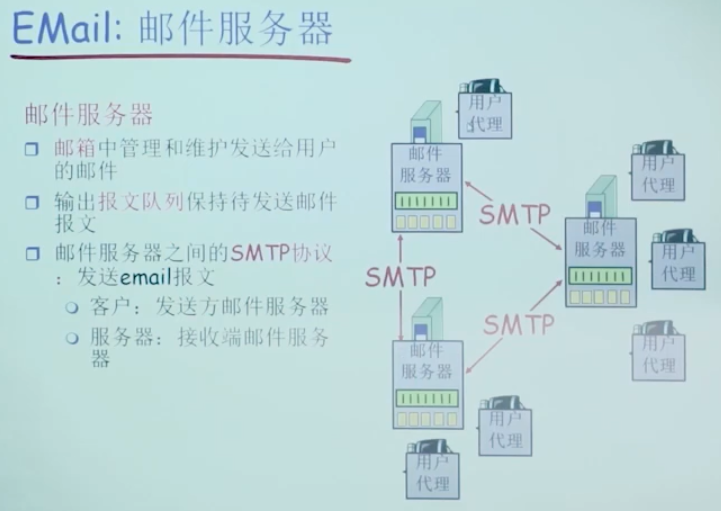 EMail: 邮件服务器
邮件服务器
邮箱中管理和维护发送给用户
的邮件
输出报文队列保持待发送邮件
报文
邮件服务器之间的SMTP协议
：发送email报文
客户：发送方邮件服务器
服务器：接收端邮件服务
器
用户
代理
邮件
服务器
SMTP
用户
代理
邮件
服务器
用户
代理
SMTP
SMTP
用户
代理
邮件
服务器
用户
代理
用户
代理